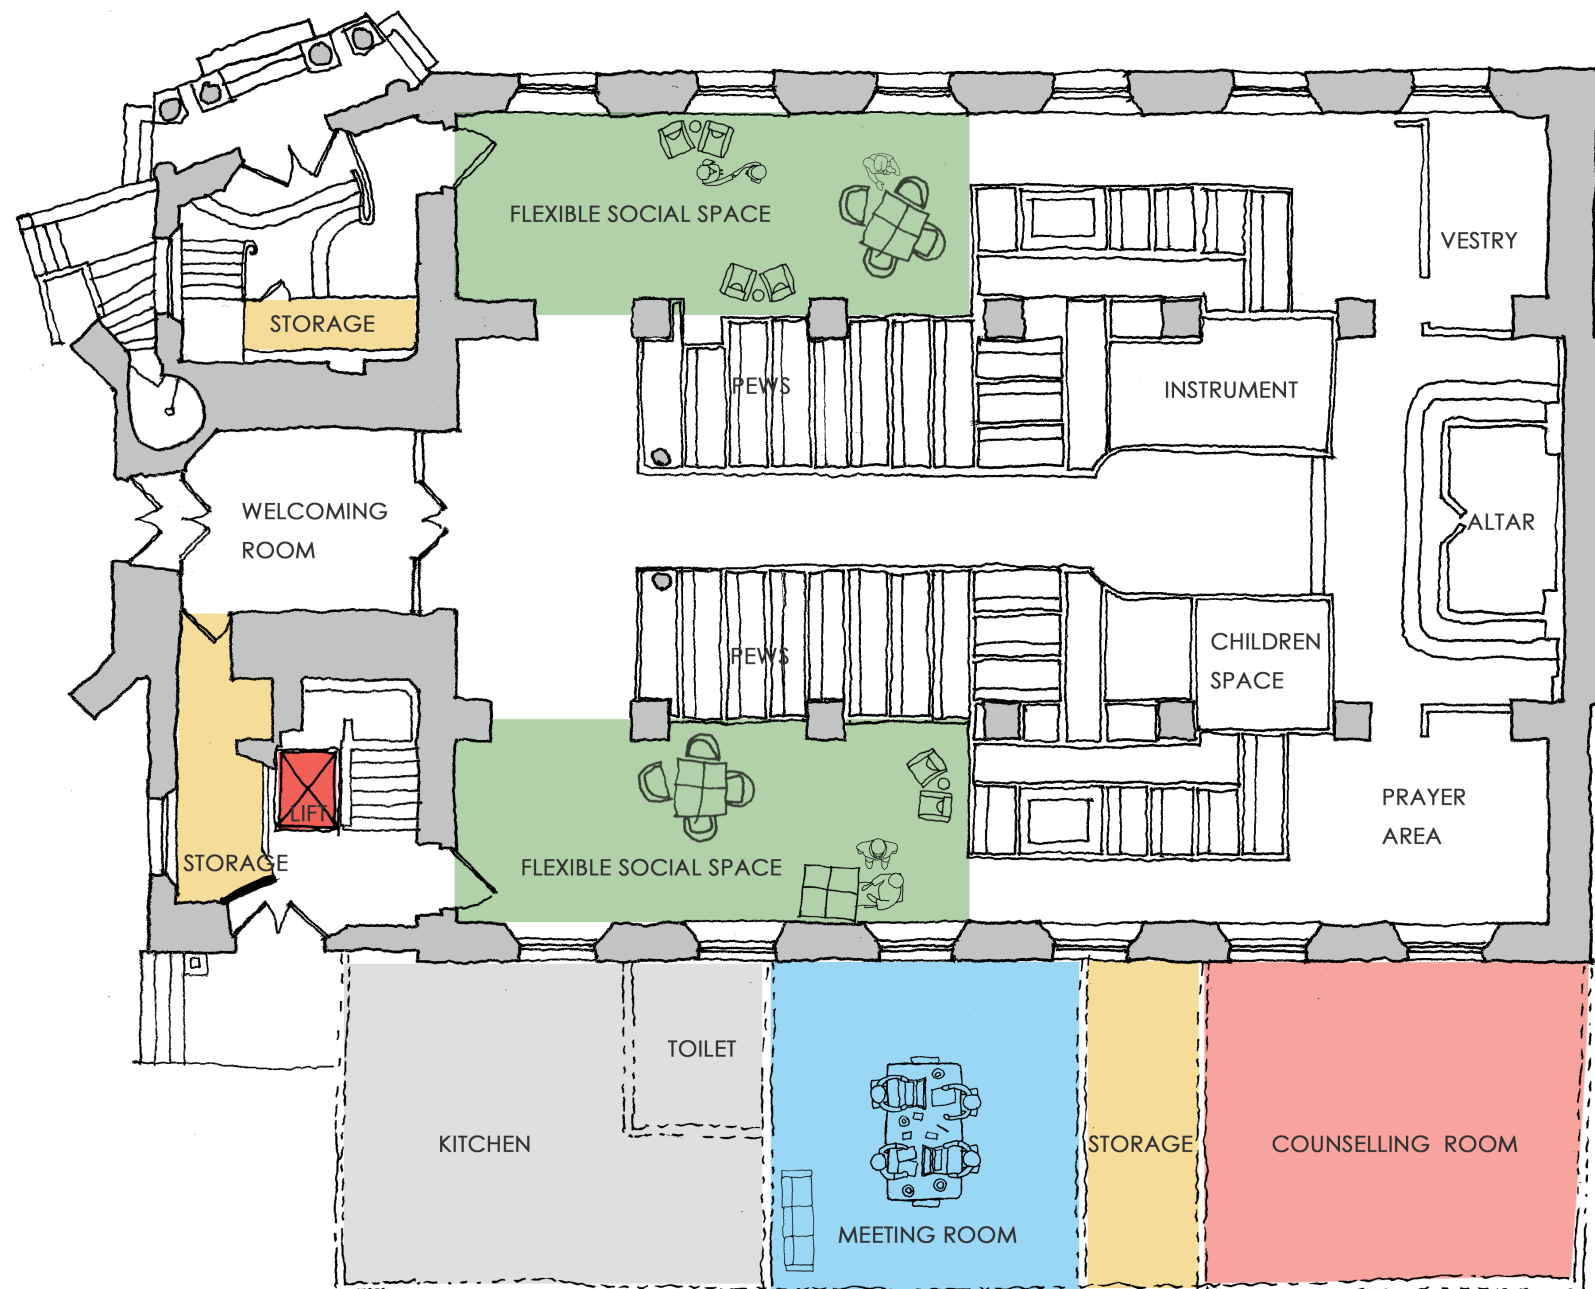 FLEXIBLE SOCIAL SPACE
VESTRY
STORAGE
PEWS
INSTRUMENT
WELCOMING
ROOM
ALTAR
CHILDREN
SPACE
PEWS
LIFT
PRAYER
AREA
STORAGE
FLEXIBLE SOCIAL SPACE
TOILET
KITCHEN
STORAGE
COUNSELLING ROOM
MEETING ROOM